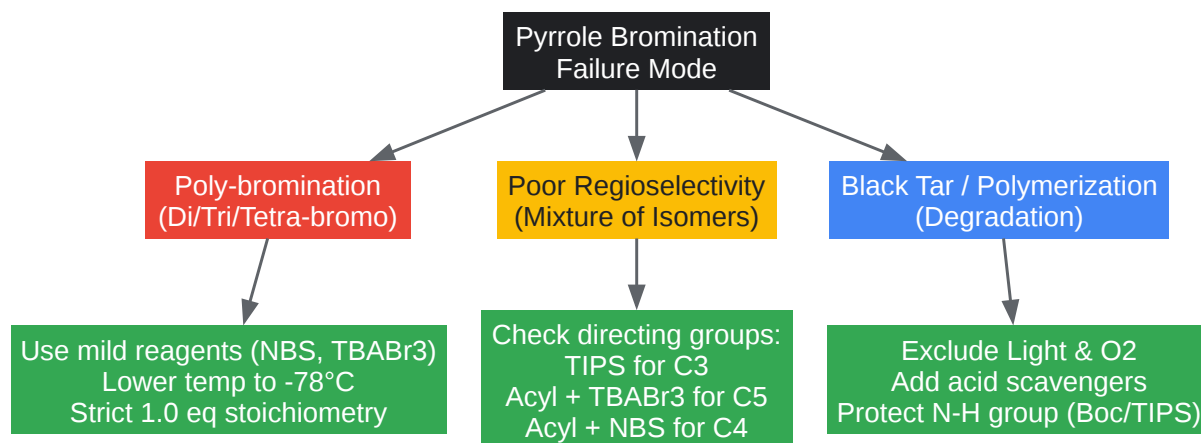 Pyrrole Bromination
Failure Mode
Poly-bromination
(Di/Tri/Tetra-bromo)
Poor Regioselectivity
(Mixture of Isomers)
Black Tar / Polymerization
(Degradation)
Use mild reagents (NBS, TBABr3)
Lower temp to -78°C
Strict 1.0 eq stoichiometry
Check directing groups:
TIPS for C3
Acyl + TBABr3 for C5
Acyl + NBS for C4
Exclude Light & O2
Add acid scavengers
Protect N-H group (Boc/TIPS)